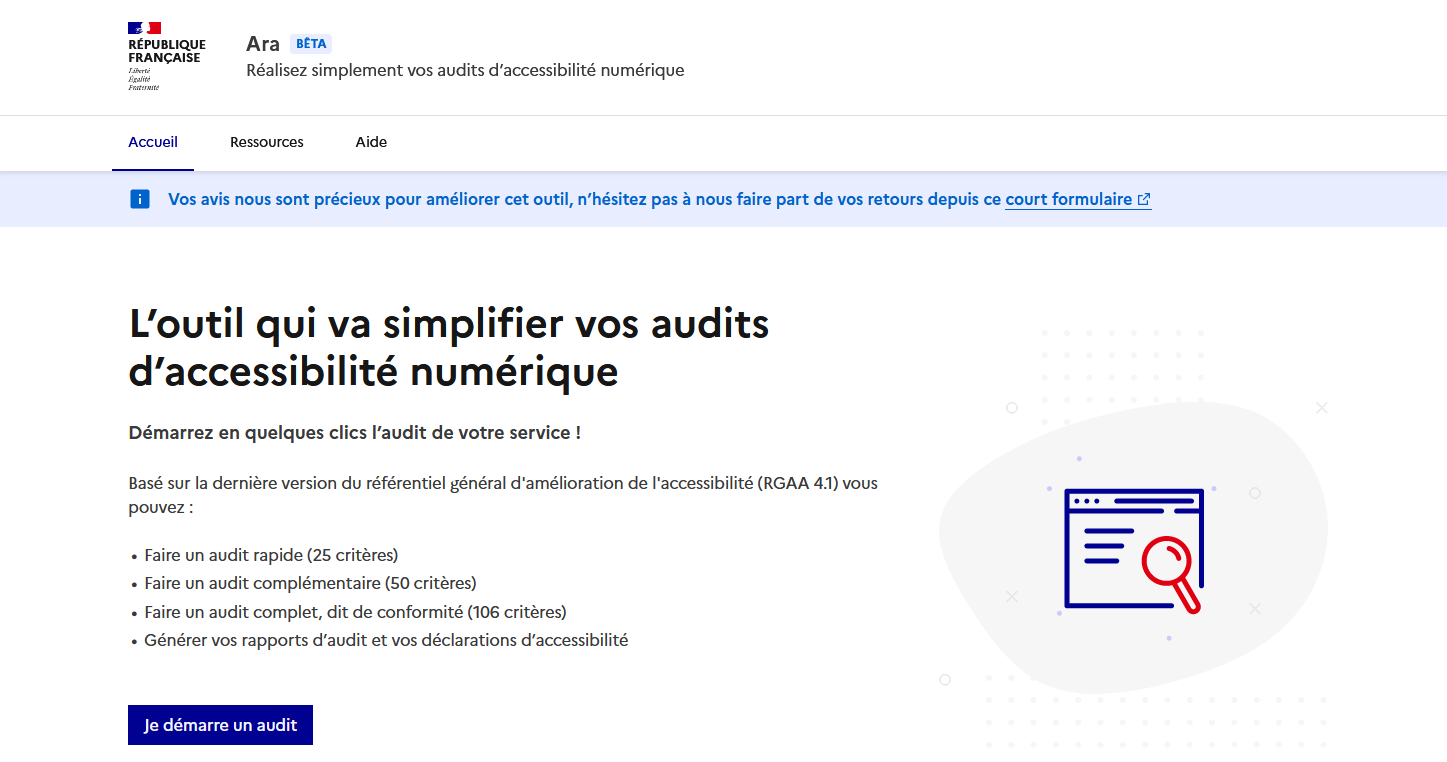 RÉPUBLIQUE
FRANÇAISE
Liberté
Égalité
Fraternité
Ara BÊTA
Réalisez simplement vos audits d’accessibilité numérique
Accueil Ressources Aide
Vos avis nous sont précieux pour améliorer cet outil, n’hésitez pas à nous faire part de vos retours depuis ce court formulaire
L’outil qui va simplifier vos audits
d’accessibilité numérique
Démarrez en quelques clics l’audit de votre service !
Basé sur la dernière version du référentiel général d'amélioration de l'accessibilité (RGAA 4.1) vous
pouvez :
• Faire un audit rapide (25 critères)
• Faire un audit complémentaire (50 critères)
• Faire un audit complet, dit de conformité (106 critères)
• Générer vos rapports d’audit et vos déclarations d’accessibilité
Je démarre un audit